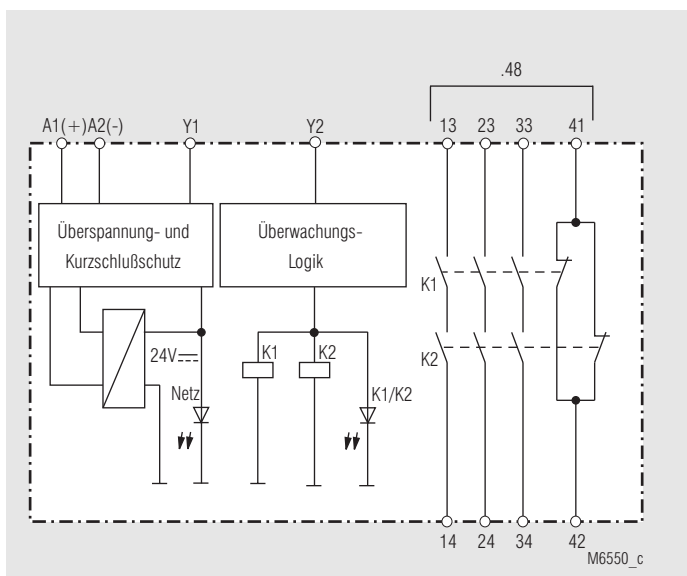 .48
A1(+) A2(-) Y1 Y2 13 23 33 41
Überspannung- und
Kurzschlußschutz
Überwachungs-
Logik
K1
K2
24V
Netz
K1
K2
K1/K2
14 24 34 42
M6550_c